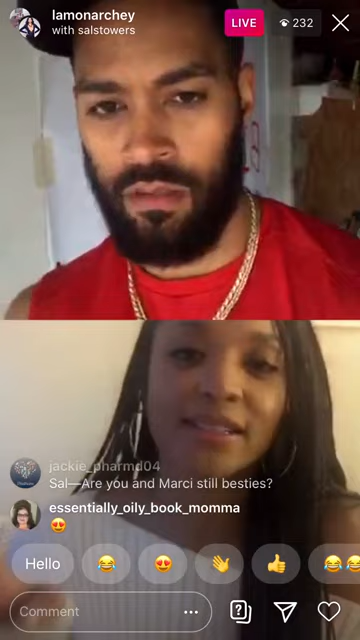 lamonarchey
with salstowers
LIVE
232
jackie_pharmd04
Sal—Are you and Marci still besties?
essentially_oily_book_momma
😍
Hello 😂 😍 👋 👍 😂😂
Comment